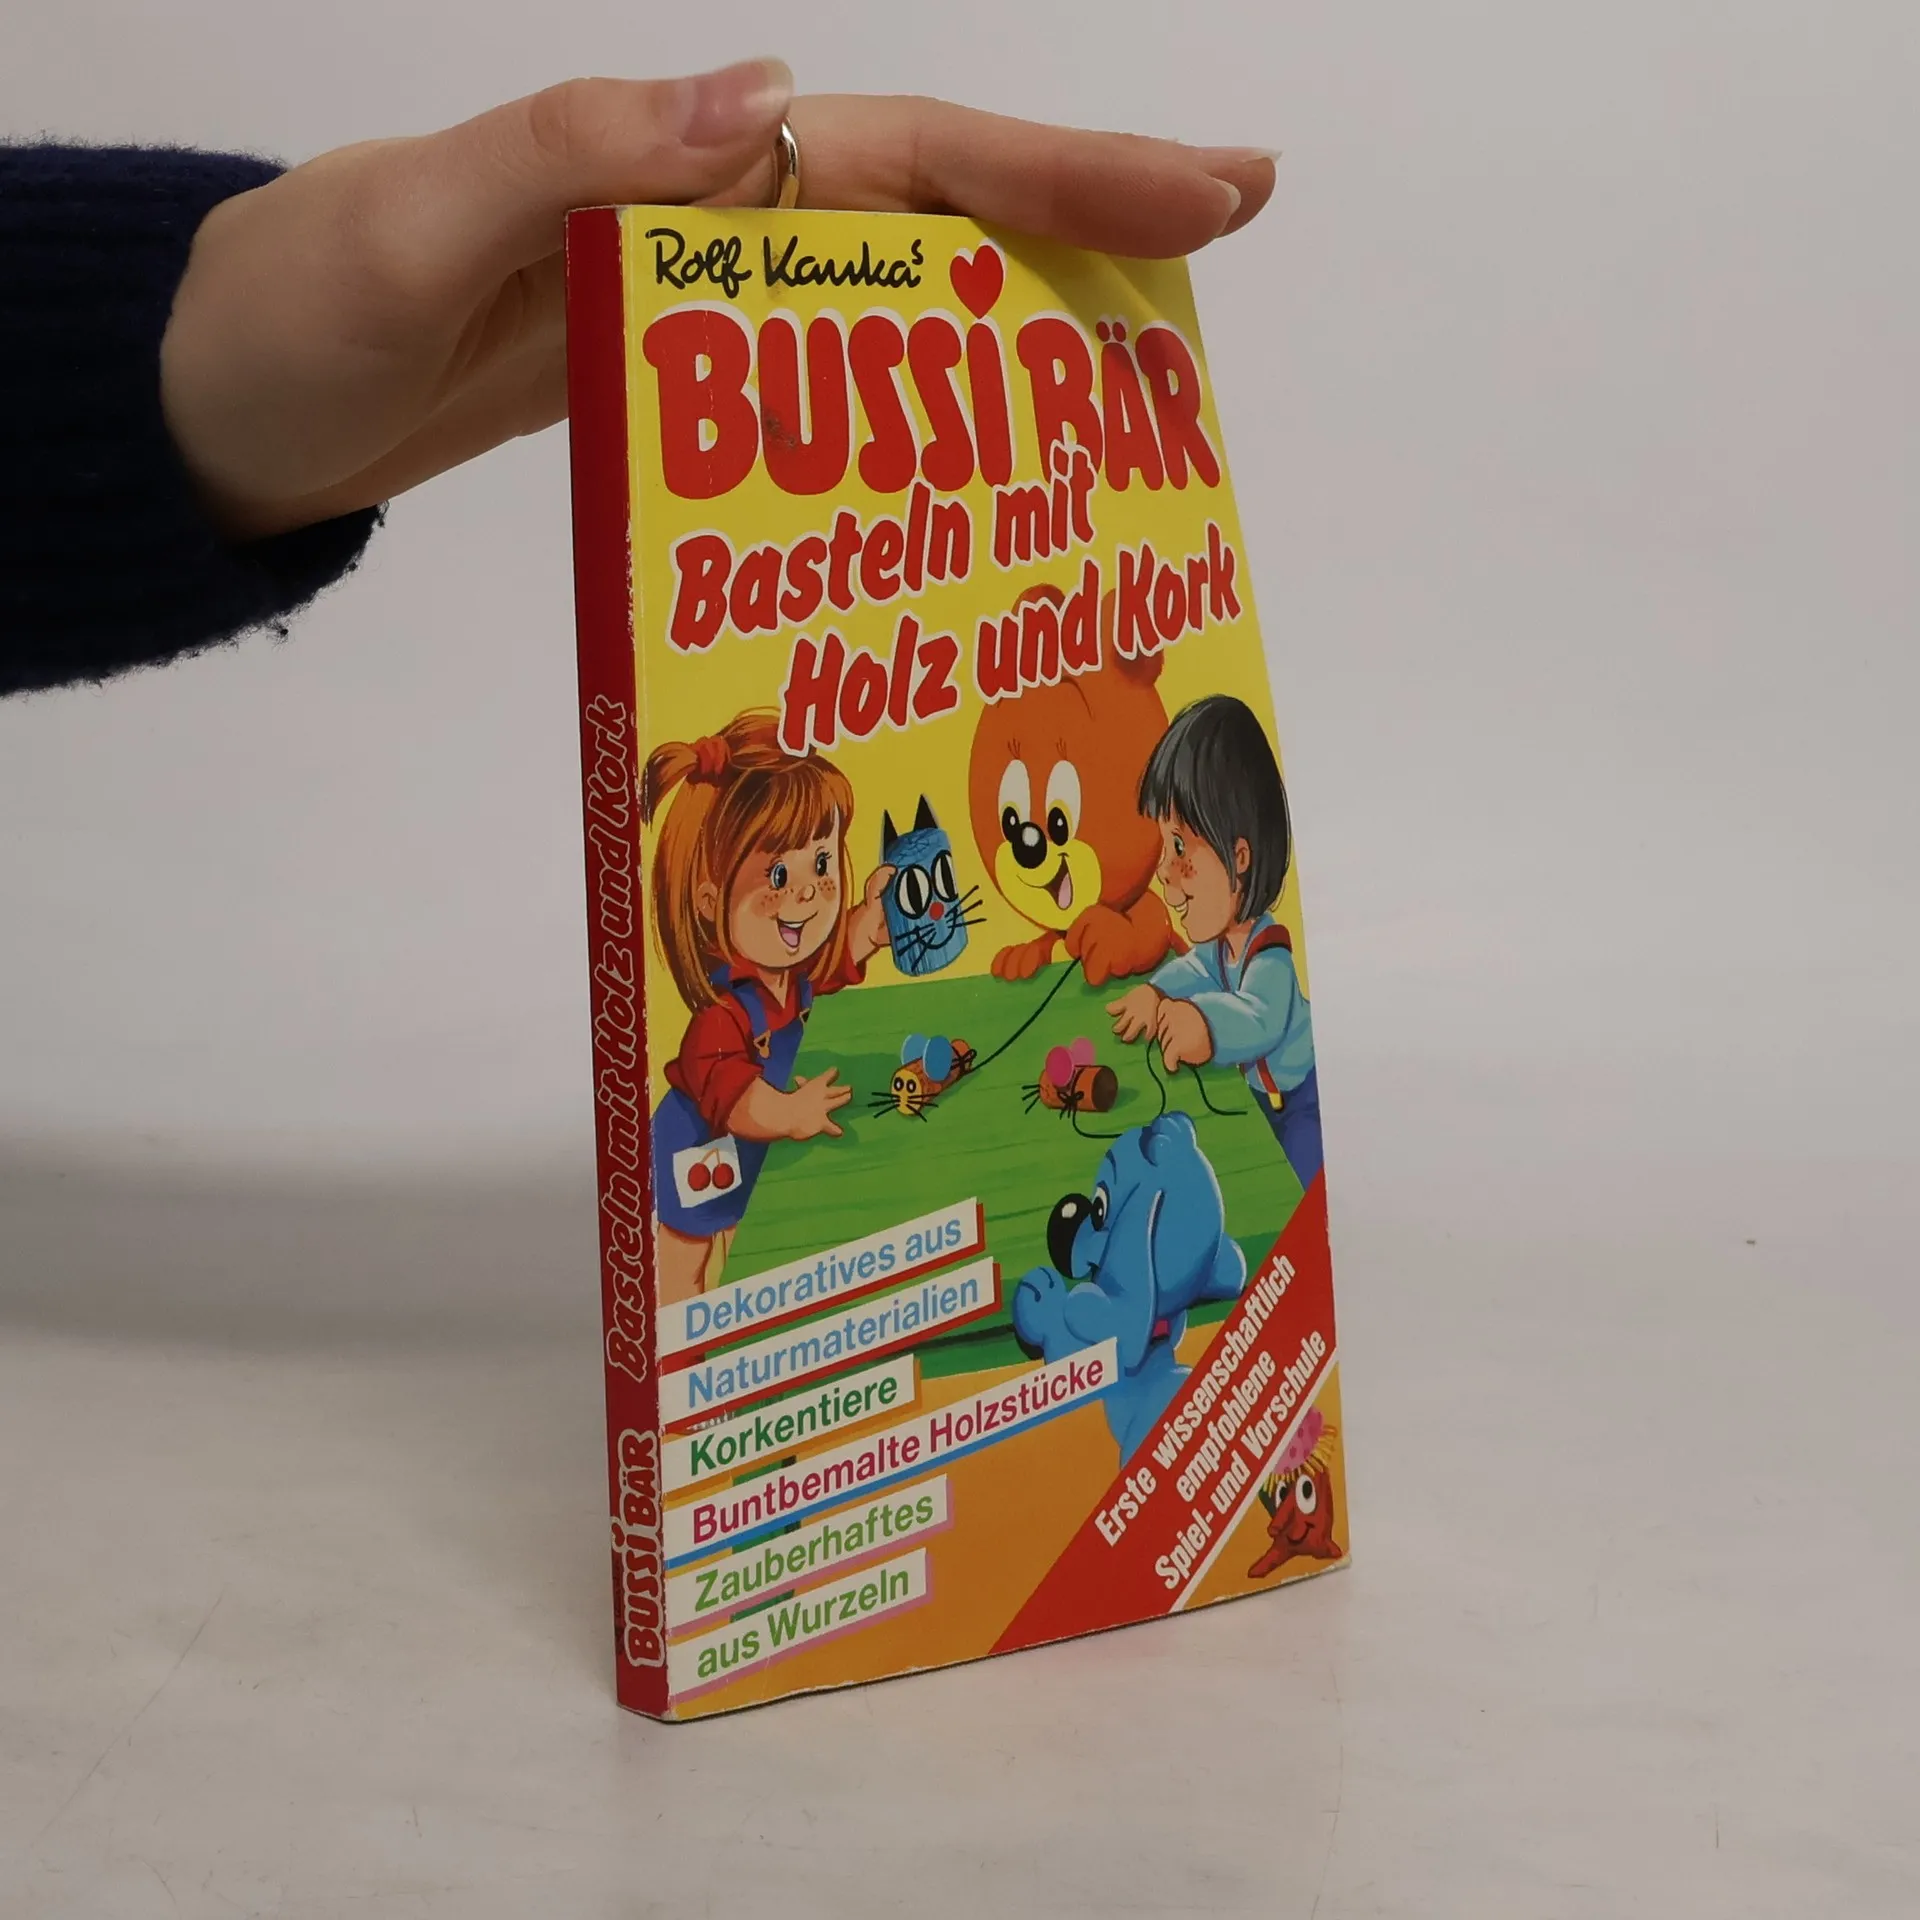 Rolf Kaukas
BUSSI BÄR
Basteln mit
Holz und Kork
Dekoratives aus
Naturmaterialien
Korkentiere
Buntbemalte Holzstücke
Zauberhaftes
aus Wurzeln
Erste wissenschaftlich
empfohlene
Spiel- und Vorschule
BUSSI BÄR Basteln mit Holz und Kork